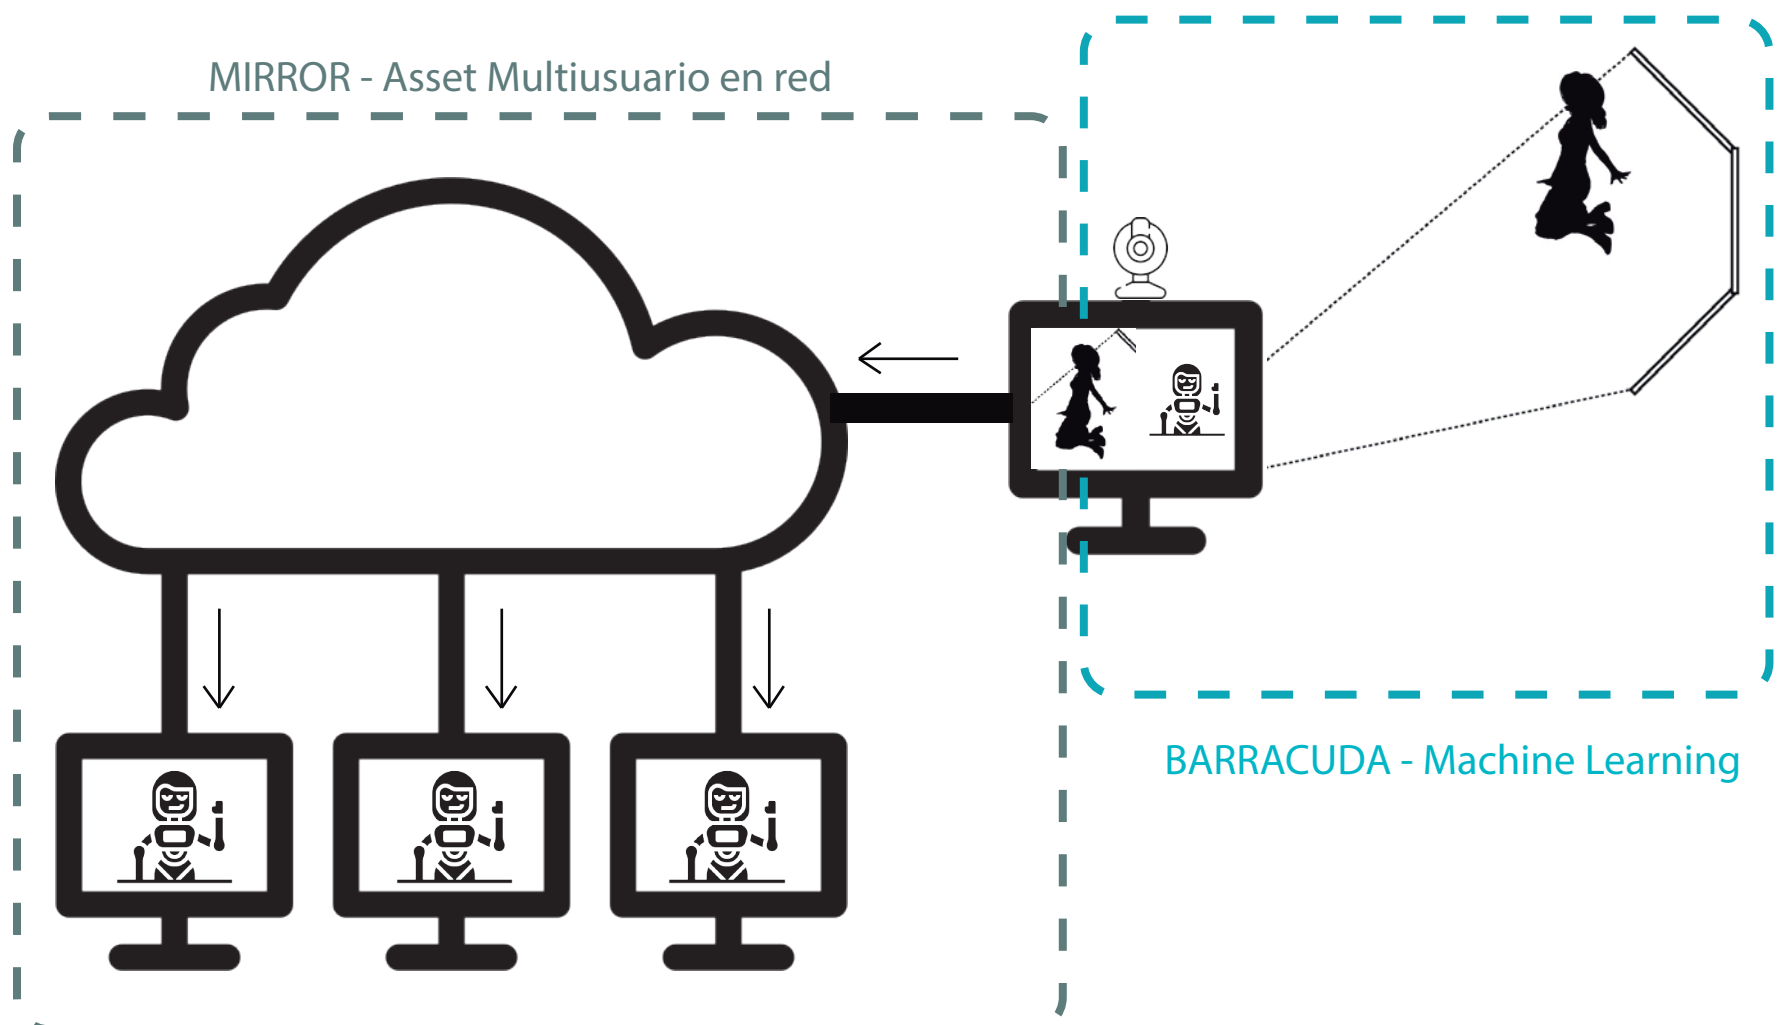 MIRROR - Asset Multiusuario en red
BARRACUDA - Machine Learning